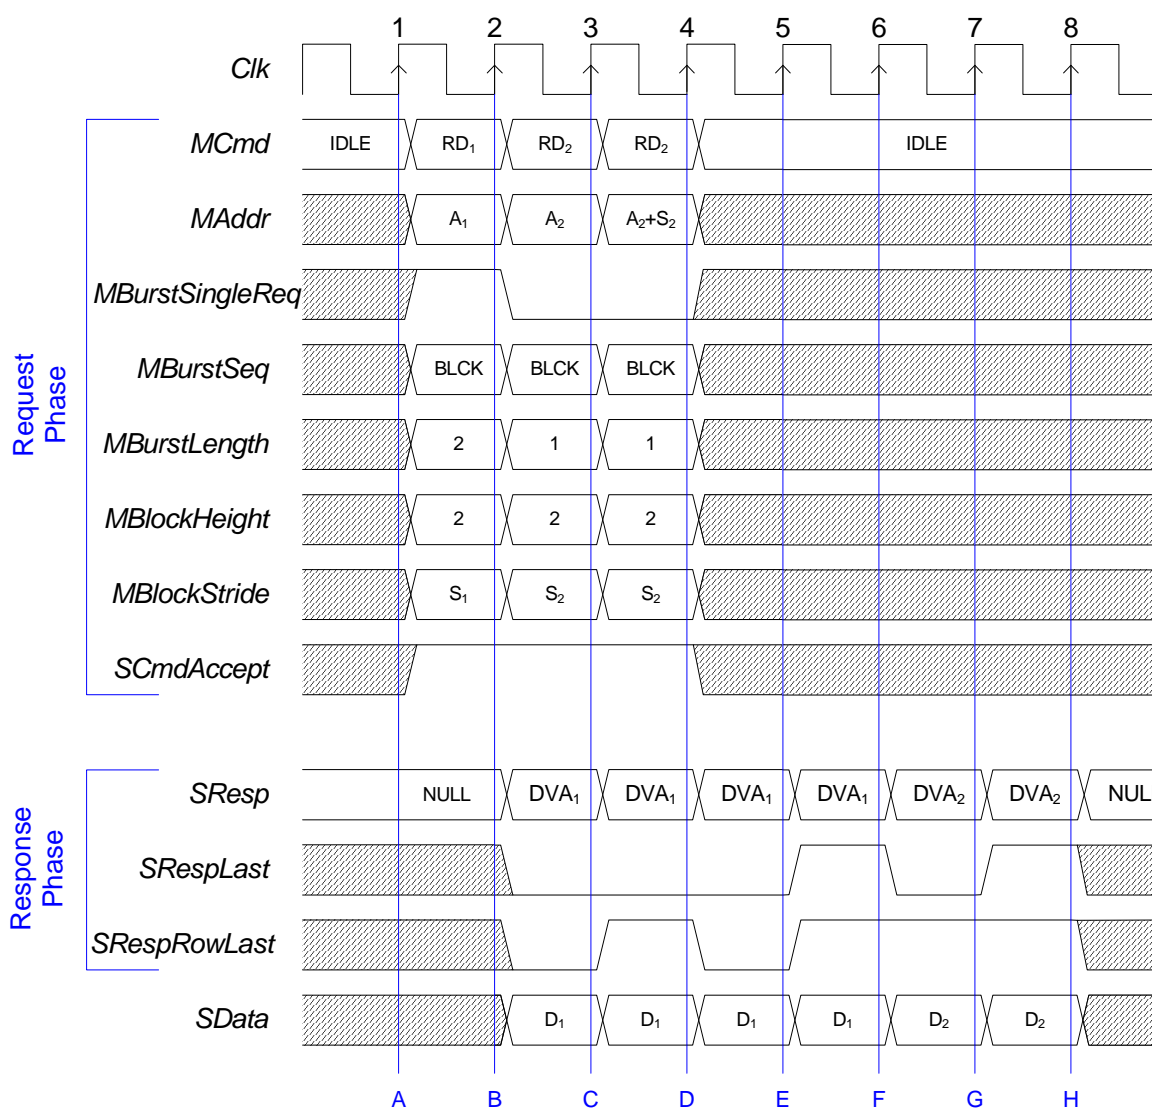 1 2 3 4 5 6 7 8
Clk
MCmd IDLE RD₁ RD₂ RD₂ IDLE
MAddr A₁ A₂ A₂+S₂
MBurstSingleReq
MBurstSeq BLCK BLCK BLCK
MBurstLength 2 1 1
MBlockHeight 2 2 2
MBlockStride S₁ S₂ S₂
SCmdAccept
Request
Phase
SResp NULL DVA₁ DVA₁ DVA₁ DVA₁ DVA₂ DVA₂ NUL
SRespLast
SRespRowLast
Response
Phase
SData D₁ D₁ D₁ D₁ D₂ D₂
A B C D E F G H